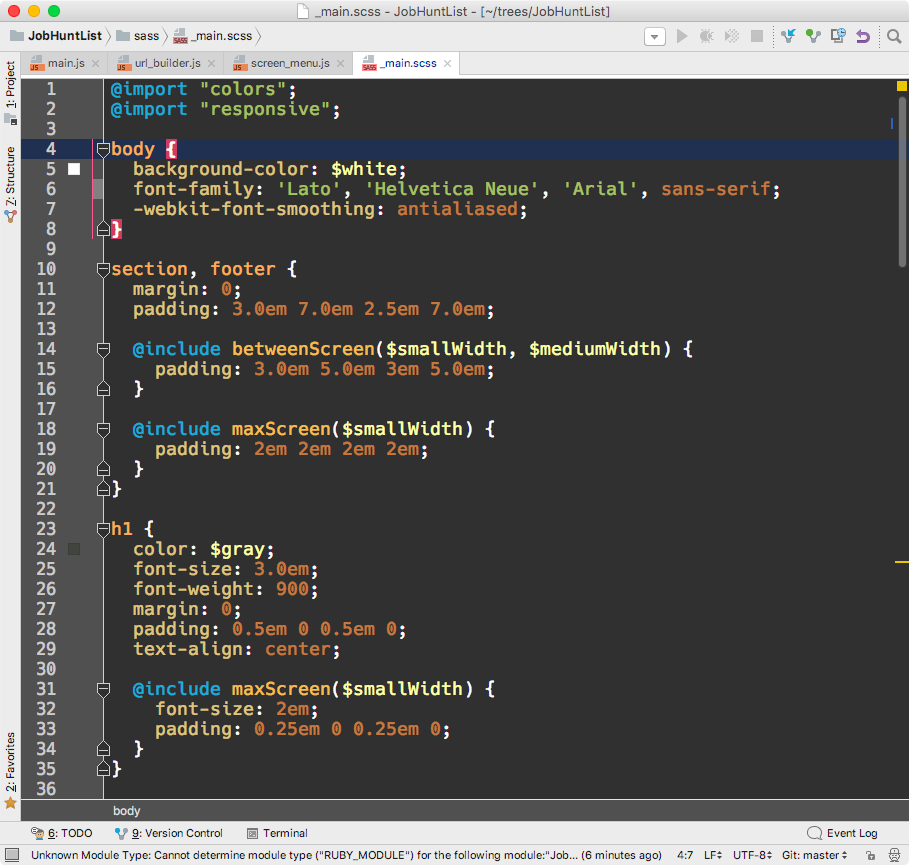 _main.scss - JobHuntList - [~/trees/JobHuntList]
JobHuntList sass _main.scss
main.js url_builder.js screen_menu.js _main.scss
1: Project
Z: Structure
2: Favorites
1 @import "colors";
2 @import "responsive";
3
4 body {
5   background-color: $white;
6   font-family: 'Lato', 'Helvetica Neue', 'Arial', sans-serif;
7   -webkit-font-smoothing: antialiased;
8 }
9
10 section, footer {
11   margin: 0;
12   padding: 3.0em 7.0em 2.5em 7.0em;
13
14   @include betweenScreen($smallWidth, $mediumWidth) {
15     padding: 3.0em 5.0em 3em 5.0em;
16   }
17
18   @include maxScreen($smallWidth) {
19     padding: 2em 2em 2em 2em;
20   }
21 }
22
23 h1 {
24   color: $gray;
25   font-size: 3.0em;
26   font-weight: 900;
27   margin: 0;
28   padding: 0.5em 0 0.5em 0;
29   text-align: center;
30
31   @include maxScreen($smallWidth) {
32     font-size: 2em;
33     padding: 0.25em 0 0.25em 0;
34   }
35 }
36
body
6: TODO 9: Version Control Terminal Event Log
Unknown Module Type: Cannot determine module type ("RUBY_MODULE") for the following module:"Job... (6 minutes ago) 4:7 LF UTF-8 Git: master